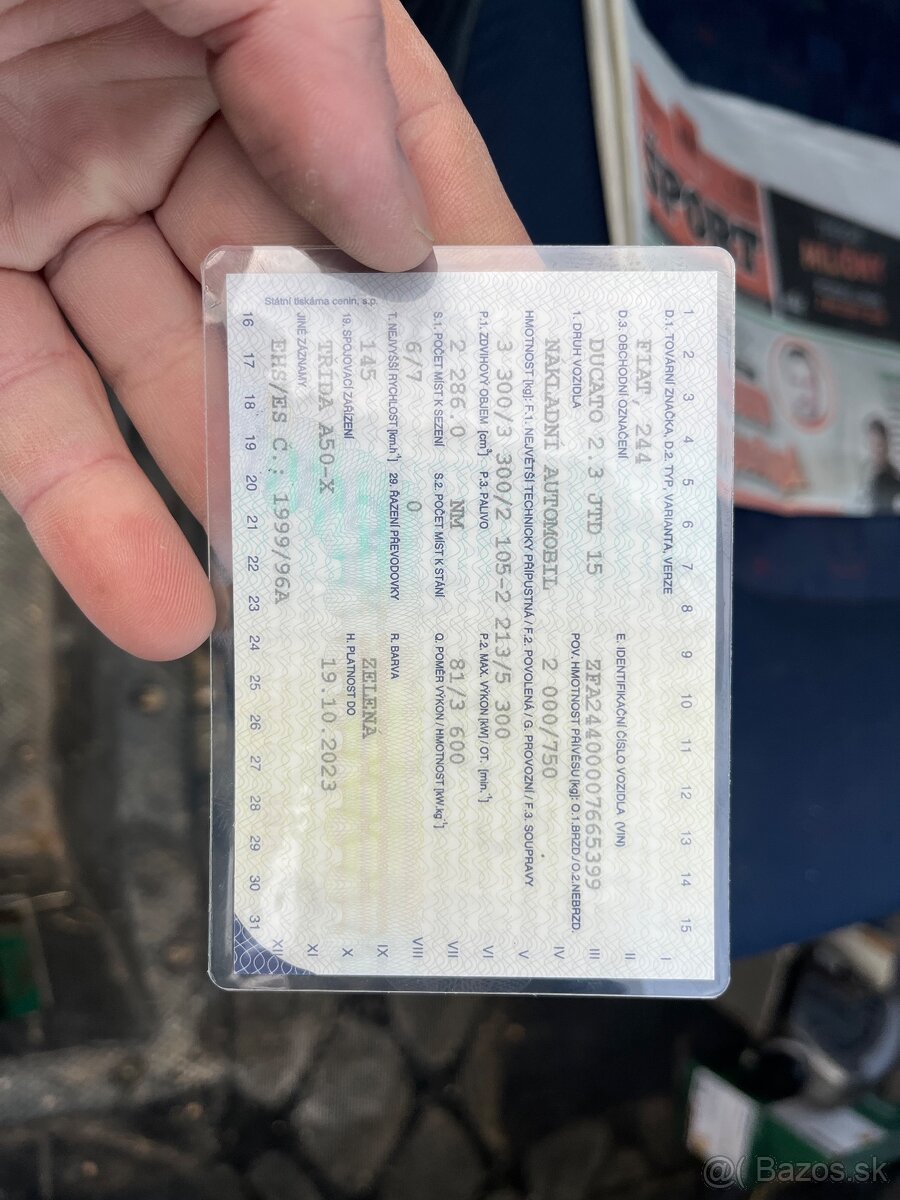 Státní tiskárna cenin, s.p.
1 2 3 4 5 6 7 8 9 10 11 12 13 14 15
D.1. TOVÁRNÍ ZNAČKA, D.2. TYP, VARIANTA, VERZE
FIAT, 244
D.3. OBCHODNÍ OZNAČENÍ E. IDENTIFIKAČNÍ ČÍSLO VOZIDLA (VIN)
DUCATO 2.3 JTD 15 ZFA24400007665399
1. DRUH VOZIDLA POV. HMOTNOST PŘÍVĚSU [kg]: O.1.BRZD./O.2.NEBRZD.
NÁKLADNÍ AUTOMOBIL 2 000/750
HMOTNOST [kg]: F.1. NEJVĚTŠÍ TECHNICKY PŘÍPUSTNÁ / F.2. POVOLENÁ / G. PROVOZNÍ / F.3. SOUPRAVY
3 300/3 300/2 105-2 213/5 300
P.1. ZDVIHOVÝ OBJEM [cm³] P.3. PALIVO P.2. MAX. VÝKON [kW] / OT. [min.⁻¹]
2 286.0 NM 81/3 600
S.1. POČET MÍST K SEZENÍ S.2. POČET MÍST K STÁNÍ Q. POMĚR VÝKON / HMOTNOST [kW.kg⁻¹]
6/7 0
T. NEJVYŠŠÍ RYCHLOST [km.h⁻¹] 29. ŘAZENÍ PŘEVODOVKY R. BARVA
145 ZELENÁ
19. SPOJOVACÍ ZAŘÍZENÍ H. PLATNOST DO
TŘÍDA A50-X 19.10.2023
JINÉ ZÁZNAMY
EHS/ES Č.: 1999/96A
16 17 18 19 20 21 22 23 24 25 26 27 28 29 30 31
I
II
III
IV
V
VI
VII
VIII
IX
X
XI
XII
SPORT
@( Bazos.sk